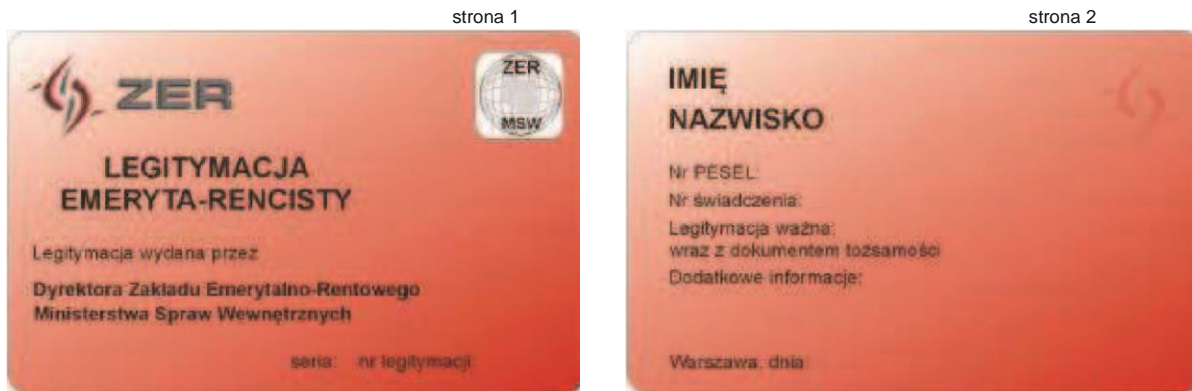 strona 1
ZER
ZER
MSW
LEGITYMACJA
EMERYTA-RENCISTY
Legitymacja wydana przez
Dyrektora Zakładu Emerytalno-Rentowego
Ministerstwa Spraw Wewnętrznych
seria: nr legitymacji
strona 2
IMIĘ
NAZWISKO
Nr PESEL:
Nr świadczenia:
Legitymacja ważna:
wraz z dokumentem tożsamości
Dodatkowe informacje:
Warszawa, dnia: